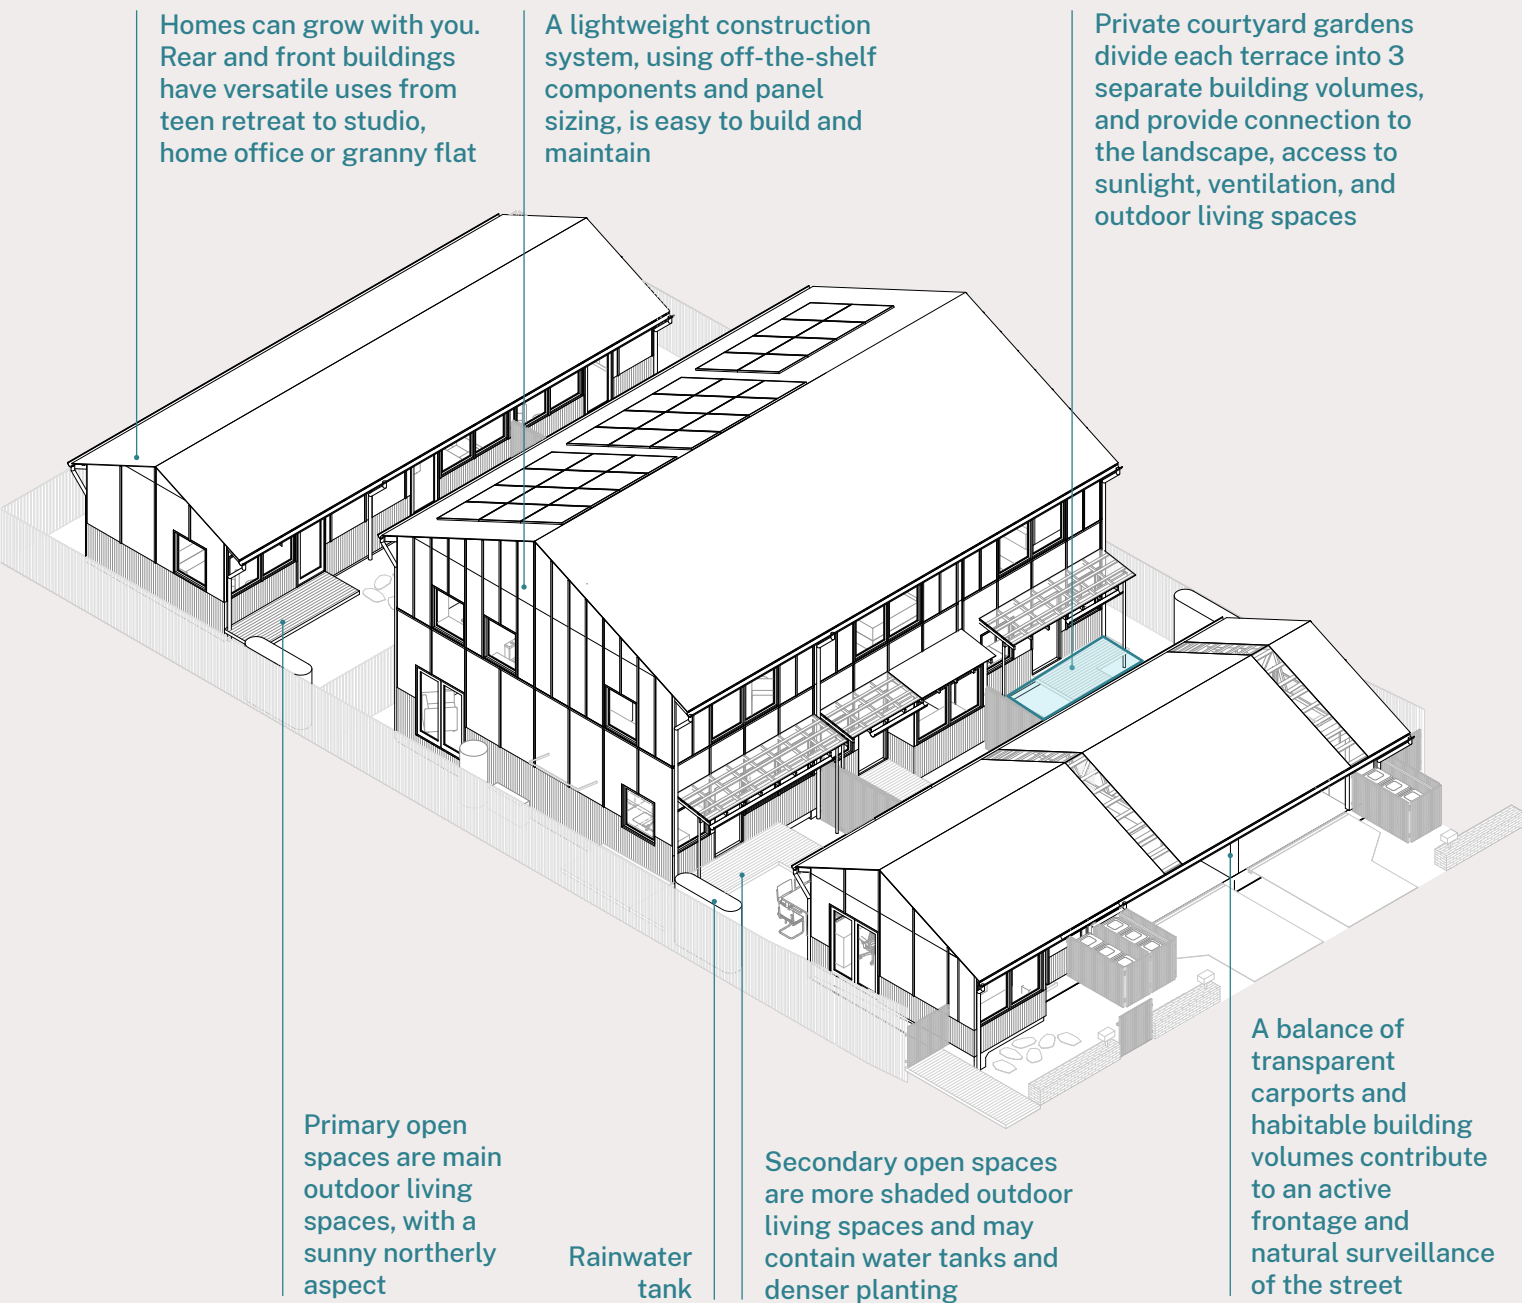 Homes can grow with you.
Rear and front buildings
have versatile uses from
teen retreat to studio,
home office or granny flat
A lightweight construction
system, using off-the-shelf
components and panel
sizing, is easy to build and
maintain
Private courtyard gardens
divide each terrace into 3
separate building volumes,
and provide connection to
the landscape, access to
sunlight, ventilation, and
outdoor living spaces
Primary open
spaces are main
outdoor living
spaces, with a
sunny northerly
aspect
Rainwater
tank
Secondary open spaces
are more shaded outdoor
living spaces and may
contain water tanks and
denser planting
A balance of
transparent
carports and
habitable building
volumes contribute
to an active
frontage and
natural surveillance
of the street